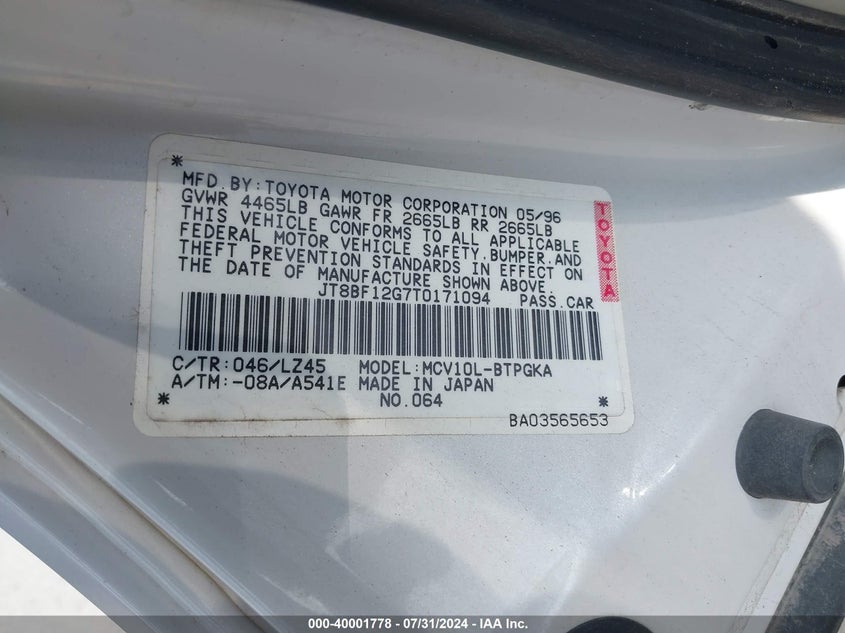 *
MFD. BY: TOYOTA MOTOR CORPORATION 05/96
GVWR 4465LB GAWR FR 2665LB RR 2665LB
THIS VEHICLE CONFORMS TO ALL APPLICABLE
FEDERAL MOTOR VEHICLE SAFETY, BUMPER, AND
THEFT PREVENTION STANDARDS IN EFFECT ON
THE DATE OF MANUFACTURE SHOWN ABOVE.
TOYOTA
JT8BF12G7T0171094 PASS. CAR
C/TR: 046/LZ45 MODEL: MCV10L-BTPGKA
A/TM: -08A/A541E MADE IN JAPAN
* NO. 064 *
BA03565653
000-40001778 - 07/31/2024 - IAA Inc.